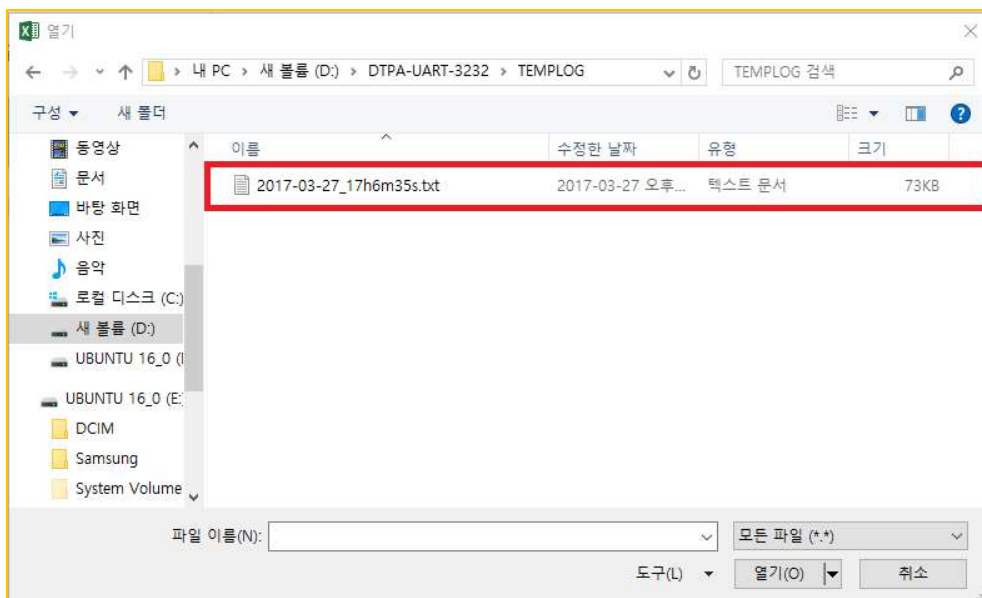 열기
내 PC › 새 볼륨 (D:) › DTPA-UART-3232 › TEMPLOG
TEMPLOG 검색
구성 새 폴더
이름 수정한 날짜 유형 크기
2017-03-27_17h6m35s.txt 2017-03-27 오후... 텍스트 문서 73KB
동영상
문서
바탕 화면
사진
음악
로컬 디스크 (C:)
새 볼륨 (D:)
UBUNTU 16_0 (
UBUNTU 16_0 (E:
DCIM
Samsung
System Volume
파일 이름(N):
모든 파일 (*.*)
도구(L) 열기(O) 취소